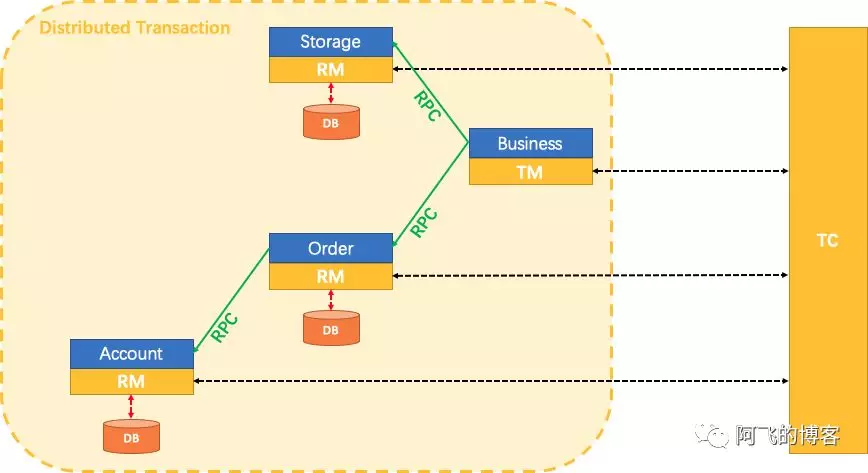 Distributed Transaction
Storage
RM
DB
RPC
Business
TM
RPC
Order
RM
DB
RPC
Account
RM
DB
TC
阿飞的博客